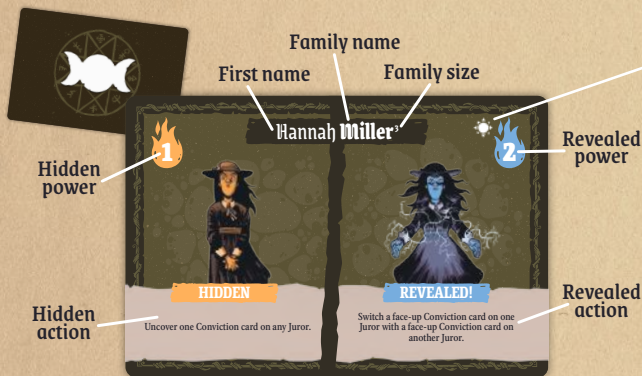 Family name
First name
Family size
Hannah Miller³
1
2
Hidden
power
Revealed
power
HIDDEN
REVEALED!
Hidden
action
Uncover one Conviction card on any Juror.
Switch a face-up Conviction card on one
Juror with a face-up Conviction card on
another Juror.
Revealed
action